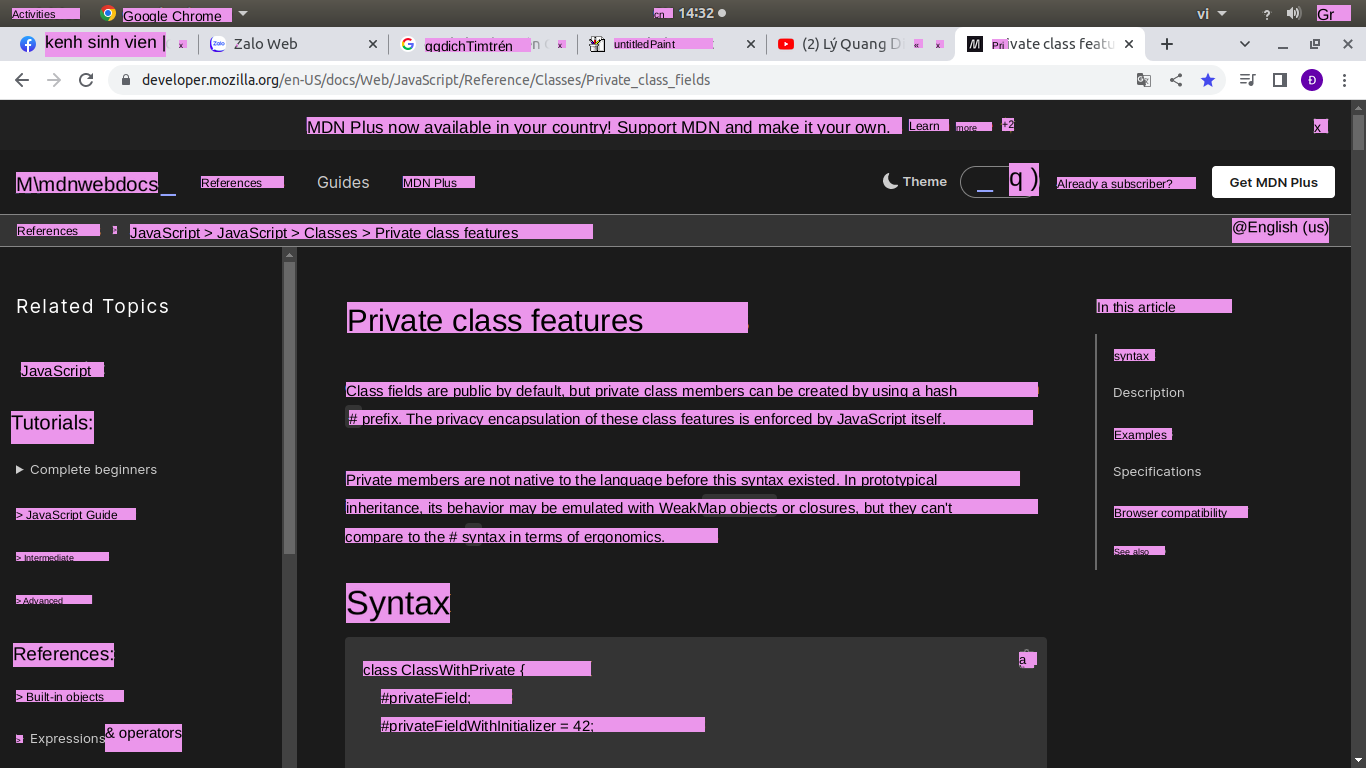 Activities
Google Chrome
cn 14:32
vi
?
Gr
kenh sinh vien | x
Zalo Web
qqdichTimtrén x
untitledPaint
(2) Lý Quang D « x
Private class featu
developer.mozilla.org/en-US/docs/Web/JavaScript/Reference/Classes/Private_class_fields
Đ
MDN Plus now available in your country! Support MDN and make it your own. Learn more +2 x
M\mdnwebdocs_
References
Guides
MDN Plus
Theme
_ q )
Already a subscriber?
Get MDN Plus
References > JavaScript > JavaScript > Classes > Private class features
@English (us)
Related Topics
JavaScript
Tutorials:
Complete beginners
> JavaScript Guide
> Intermediate
> Advanced
References:
> Built-in objects
> Expressions & operators
Private class features
Class fields are public by default, but private class members can be created by using a hash
# prefix. The privacy encapsulation of these class features is enforced by JavaScript itself.
Private members are not native to the language before this syntax existed. In prototypical
inheritance, its behavior may be emulated with WeakMap objects or closures, but they can't
compare to the # syntax in terms of ergonomics.
Syntax
a
class ClassWithPrivate {
#privateField;
#privateFieldWithInitializer = 42;
In this article
syntax
Description
Examples
Specifications
Browser compatibility
See also